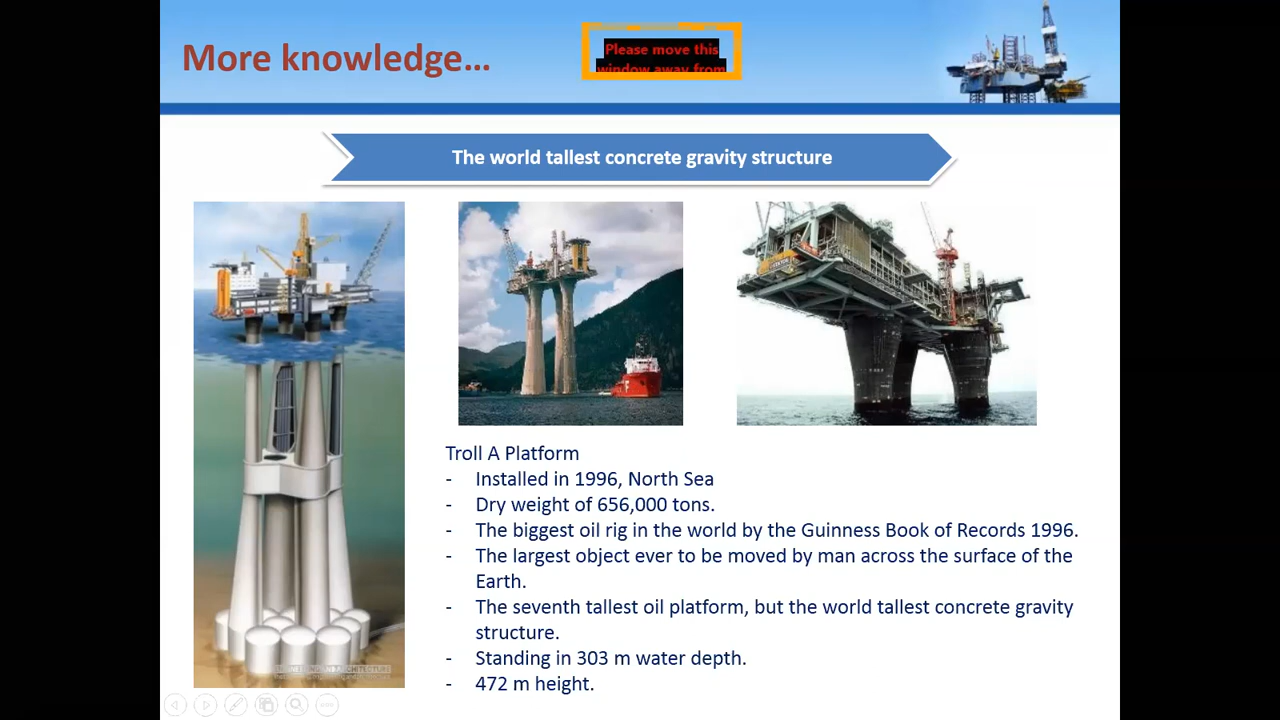 More knowledge...
Please move this
window away from
The world tallest concrete gravity structure
Troll A Platform
- Installed in 1996, North Sea
- Dry weight of 656,000 tons.
- The biggest oil rig in the world by the Guinness Book of Records 1996.
- The largest object ever to be moved by man across the surface of the
Earth.
- The seventh tallest oil platform, but the world tallest concrete gravity
structure.
- Standing in 303 m water depth.
- 472 m height.